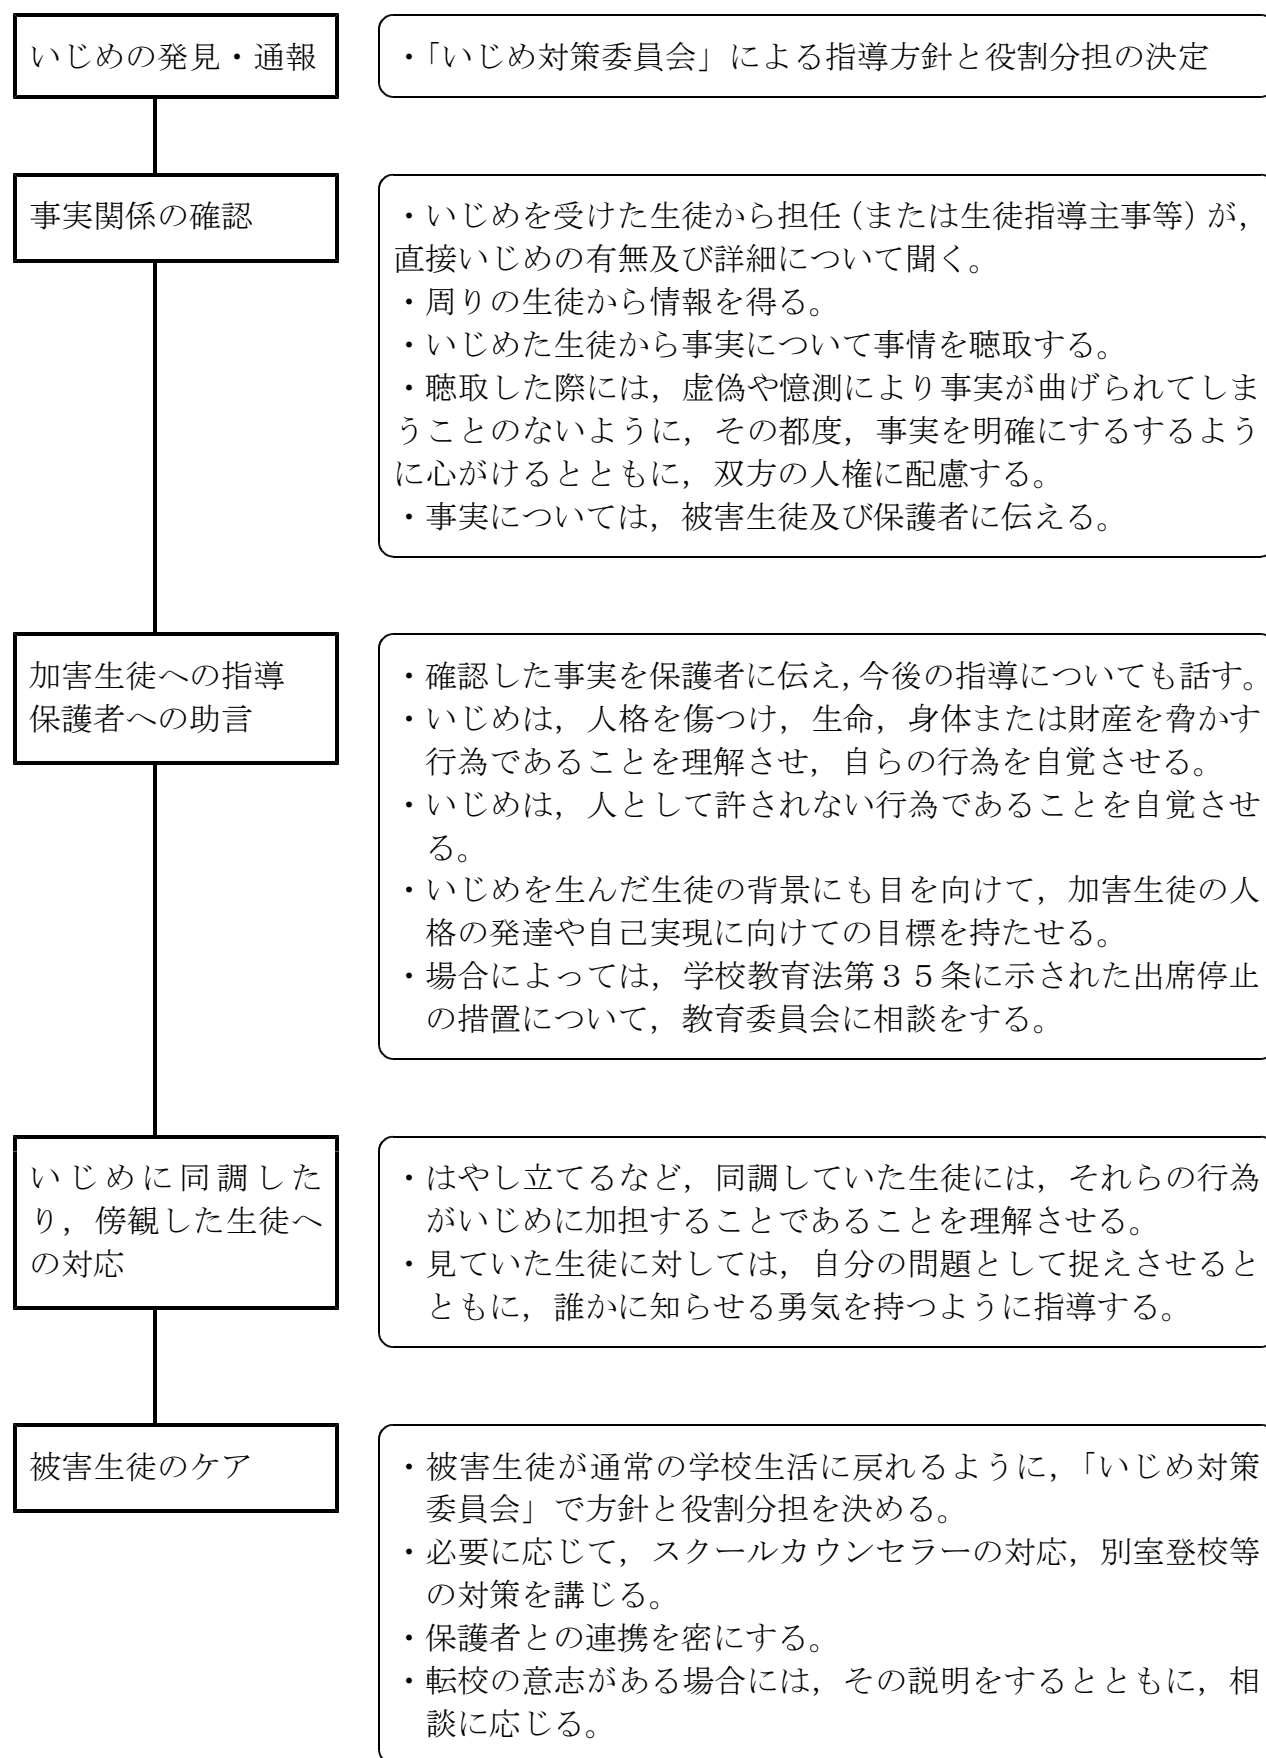 いじめの発見・通報
・「いじめ対策委員会」による指導方針と役割分担の決定
事実関係の確認
・いじめを受けた生徒から担任（または生徒指導主事等）が，
直接いじめの有無及び詳細について聞く。
・周りの生徒から情報を得る。
・いじめた生徒から事実について事情を聴取する。
・聴取した際には，虚偽や憶測により事実が曲げられてしま
うことのないように，その都度，事実を明確にするするよう
に心がけるとともに，双方の人権に配慮する。
・事実については，被害生徒及び保護者に伝える。
加害生徒への指導
保護者への助言
・確認した事実を保護者に伝え，今後の指導についても話す。
・いじめは，人格を傷つけ，生命，身体または財産を脅かす
行為であることを理解させ，自らの行為を自覚させる。
・いじめは，人として許されない行為であることを自覚させ
る。
・いじめを生んだ生徒の背景にも目を向けて，加害生徒の人
格の発達や自己実現に向けての目標を持たせる。
・場合によっては，学校教育法第３５条に示された出席停止
の措置について，教育委員会に相談をする。
いじめに同調した
り，傍観した生徒へ
の対応
・はやし立てるなど，同調していた生徒には，それらの行為
がいじめに加担することであることを理解させる。
・見ていた生徒に対しては，自分の問題として捉えさせると
ともに，誰かに知らせる勇気を持つように指導する。
被害生徒のケア
・被害生徒が通常の学校生活に戻れるように，「いじめ対策
委員会」で方針と役割分担を決める。
・必要に応じて，スクールカウンセラーの対応，別室登校等
の対策を講じる。
・保護者との連携を密にする。
・転校の意志がある場合には，その説明をするとともに，相
談に応じる。